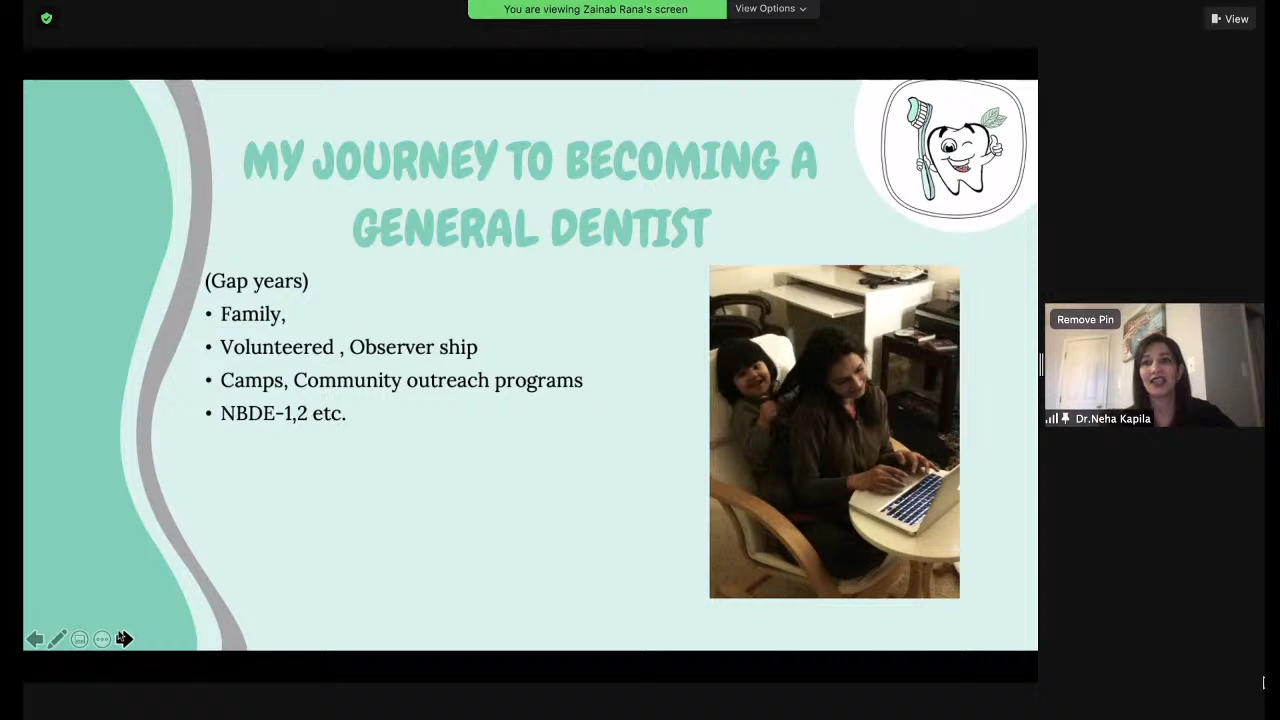 You are viewing Zainab Rana's screen
View Options
View
MY JOURNEY TO BECOMING A
GENERAL DENTIST
(Gap years)
• Family,
• Volunteered , Observer ship
• Camps, Community outreach programs
• NBDE-1,2 etc.
Remove Pin
Dr.Neha Kapila